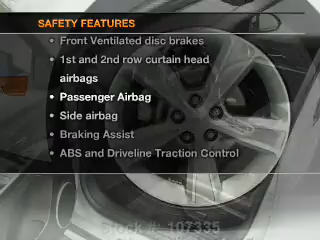 SAFETY FEATURES
• Front Ventilated disc brakes
• 1st and 2nd row curtain head
airbags
• Passenger Airbag
• Side airbag
• Braking Assist
• ABS and Driveline Traction Control
Stock #: 107335